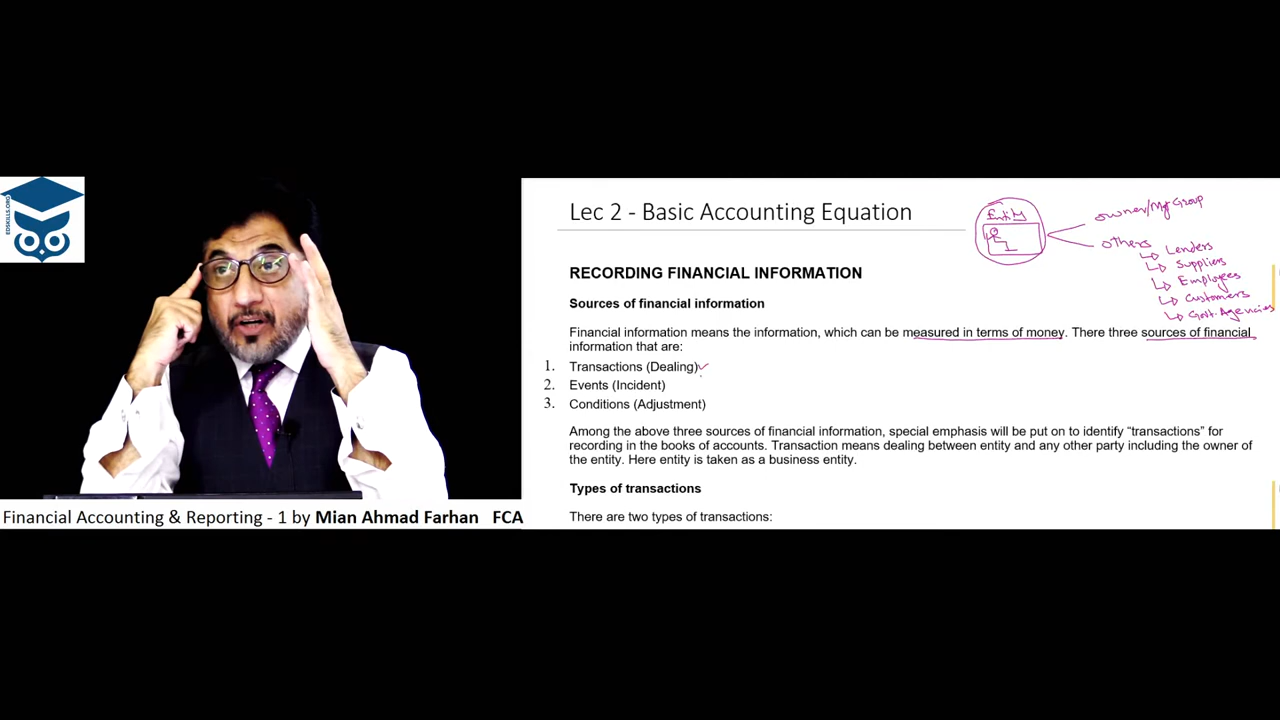 EDSKILLS.ORG
Financial Accounting & Reporting - 1 by Mian Ahmad Farhan FCA
Lec 2 - Basic Accounting Equation
Entity
owner/Mgt Group
others
Lenders
Suppliers
Employees
Customers
Govt. Agencies
RECORDING FINANCIAL INFORMATION
Sources of financial information
Financial information means the information, which can be measured in terms of money. There three sources of financial
information that are:
1. Transactions (Dealing)
2. Events (Incident)
3. Conditions (Adjustment)
Among the above three sources of financial information, special emphasis will be put on to identify “transactions” for
recording in the books of accounts. Transaction means dealing between entity and any other party including the owner of
the entity. Here entity is taken as a business entity.
Types of transactions
There are two types of transactions: